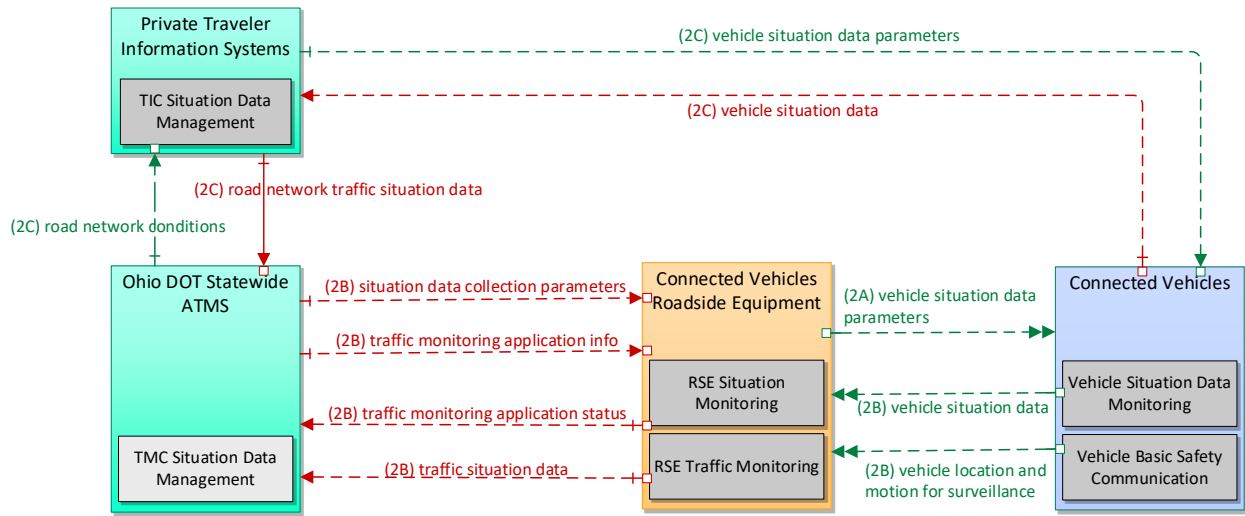 Private Traveler
Information Systems
TIC Situation Data
Management
(2C) vehicle situation data parameters
(2C) vehicle situation data
(2C) road network traffic situation data
(2C) road network conditions
Ohio DOT Statewide
ATMS
TMC Situation Data
Management
(2B) situation data collection parameters
(2B) traffic monitoring application info
(2B) traffic monitoring application status
(2B) traffic situation data
Connected Vehicles
Roadside Equipment
RSE Situation
Monitoring
RSE Traffic Monitoring
(2A) vehicle situation data
parameters
(2B) vehicle situation data
(2B) vehicle location and
motion for surveillance
Connected Vehicles
Vehicle Situation Data
Monitoring
Vehicle Basic Safety
Communication